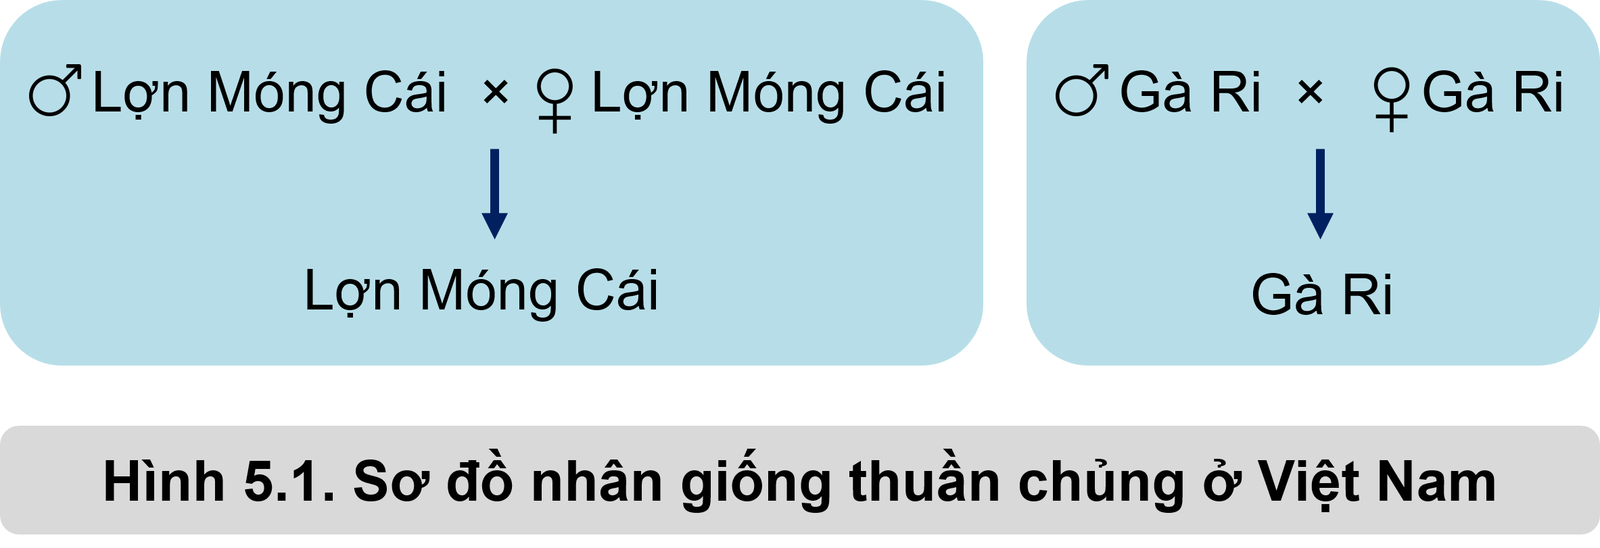 ♂ Lợn Móng Cái × ♀ Lợn Móng Cái
Lợn Móng Cái
♂ Gà Ri × ♀ Gà Ri
Gà Ri
Hình 5.1. Sơ đồ nhân giống thuần chủng ở Việt Nam